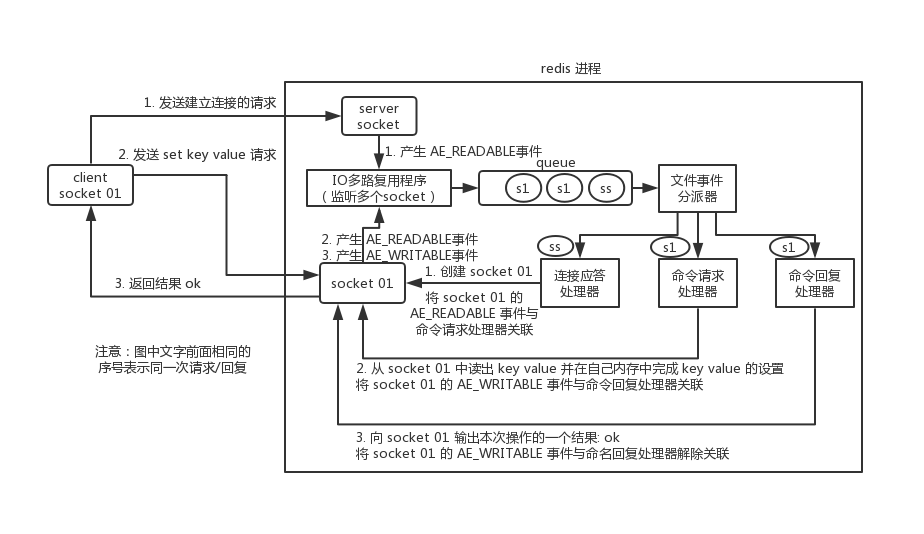 redis 进程
1. 发送建立连接的请求
server
socket
1. 产生 AE_READABLE事件
2. 发送 set key value 请求
client
socket 01
IO多路复用程序
（监听多个socket）
queue
s1
s1
ss
文件事件
分派器
2. 产生 AE_READABLE事件
3. 产生 AE_WRITABLE事件
ss
s1
s1
socket 01
1. 创建 socket 01
将 socket 01 的
AE_READABLE 事件与
命令请求处理器关联
连接应答
处理器
命令请求
处理器
命令回复
处理器
3. 返回结果 ok
注意：图中文字前面相同的
序号表示同一次请求/回复
2. 从 socket 01 中读出 key value 并在自己内存中完成 key value 的设置
将 socket 01 的 AE_WRITABLE 事件与命令回复处理器关联
3. 向 socket 01 输出本次操作的一个结果: ok
将 socket 01 的 AE_WRITABLE 事件与命名回复处理器解除关联